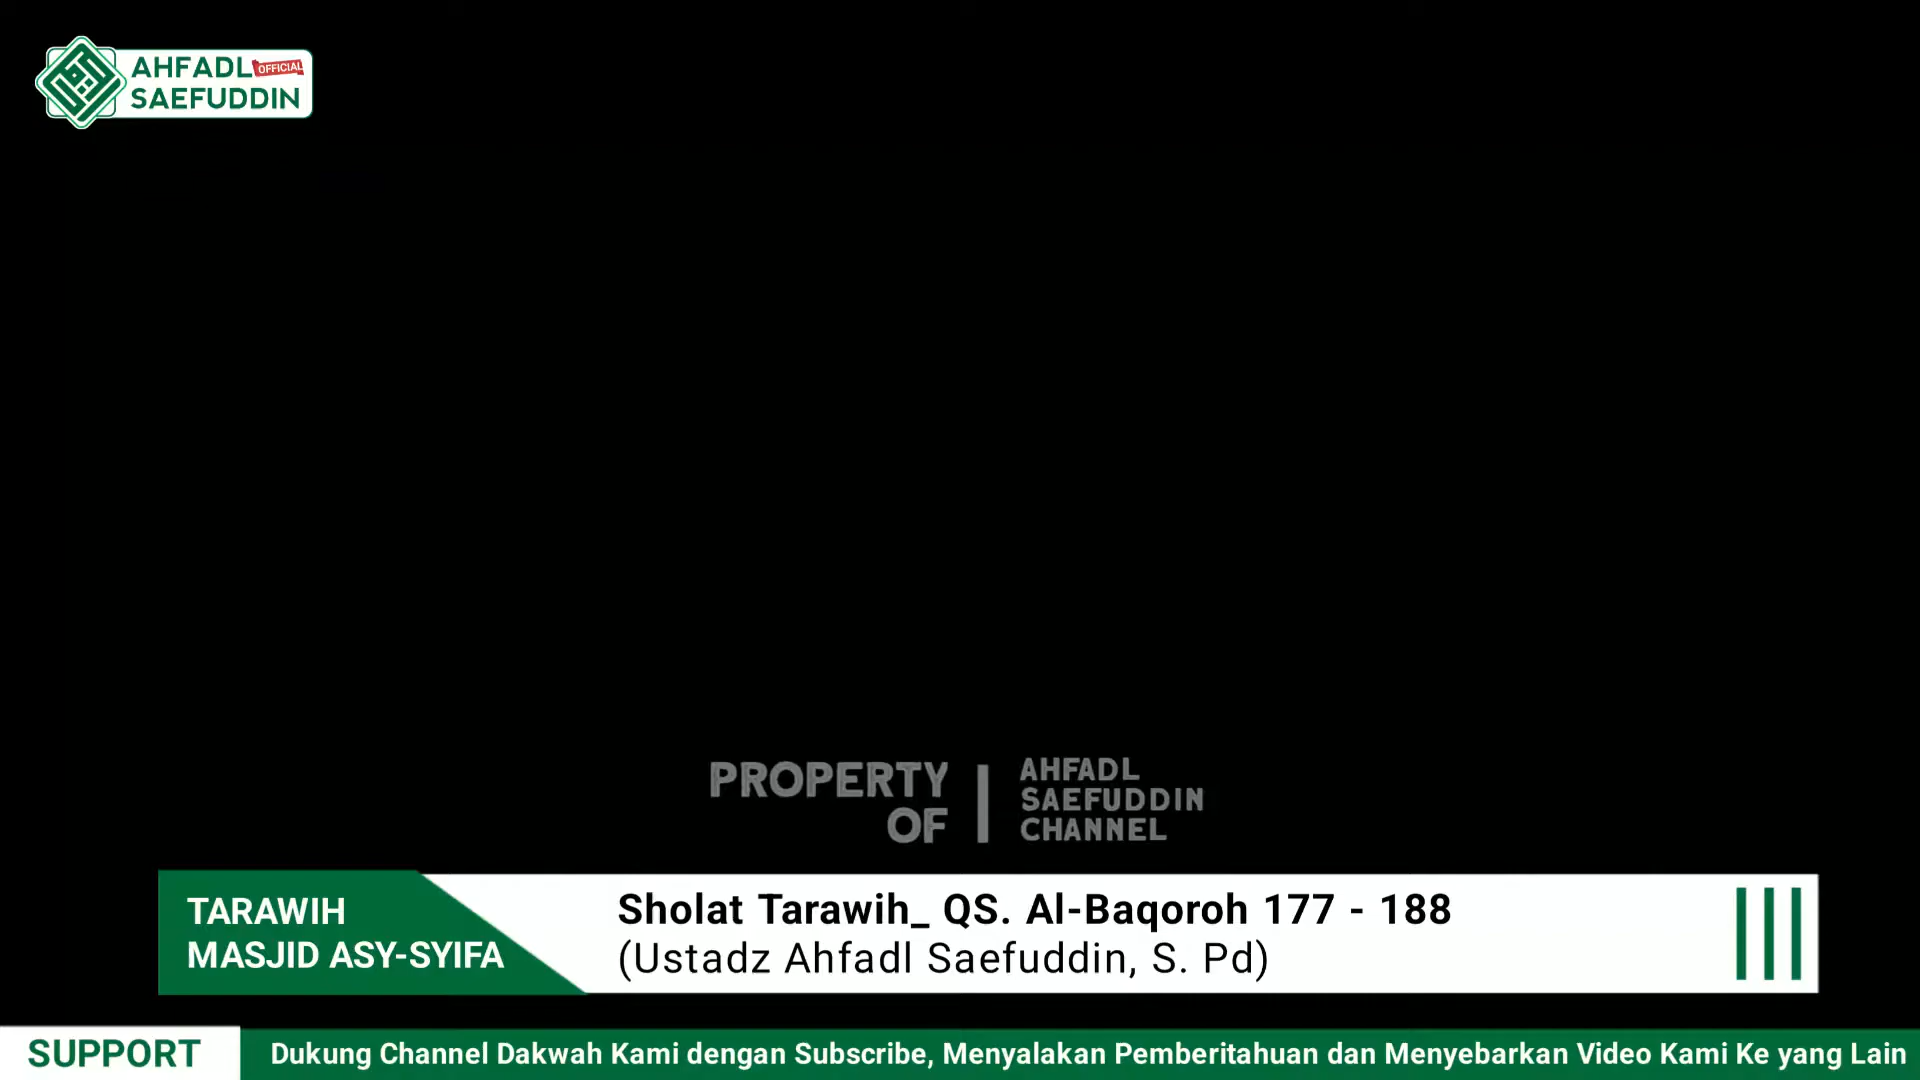 AHFADL OFFICIAL
SAEFUDDIN
PROPERTY
OF
AHFADL
SAEFUDDIN
CHANNEL
TARAWIH
MASJID ASY-SYIFA
Sholat Tarawih_ QS. Al-Baqoroh 177 - 188
(Ustadz Ahfadl Saefuddin, S. Pd)
SUPPORT
Dukung Channel Dakwah Kami dengan Subscribe, Menyalakan Pemberitahuan dan Menyebarkan Video Kami Ke yang Lain